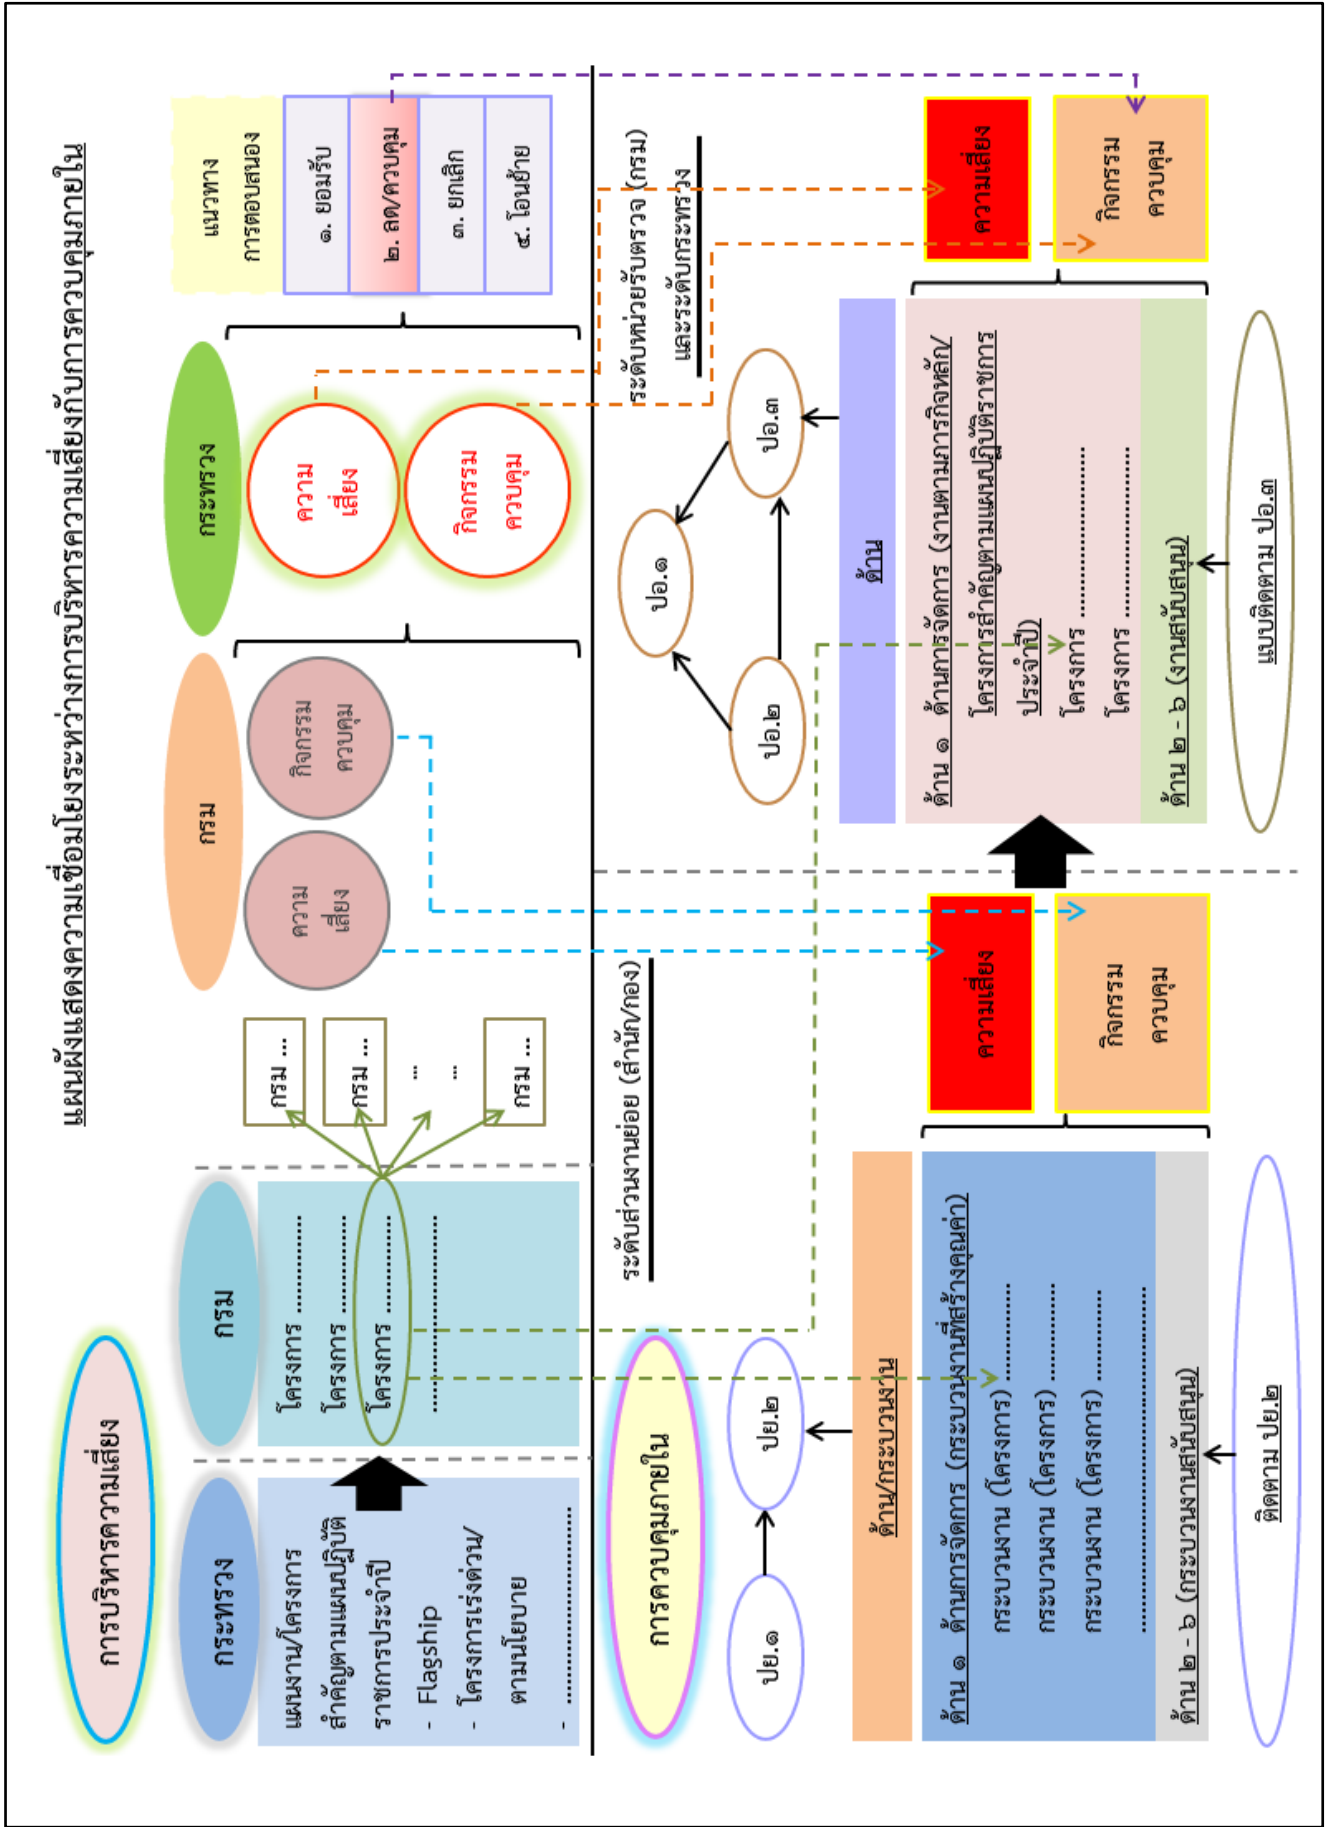 แผนผังแสดงความเชื่อมโยงระหว่างการบริหารความเสี่ยงกับการควบคุมภายใน
การบริหารความเสี่ยง
กระทรวง
แผนงาน/โครงการ
สำคัญตามแผนปฏิบัติ
ราชการประจำปี
- Flagship
- โครงการเร่งด่วน/
ตามนโยบาย
- ..............................
กรม
โครงการ ................
โครงการ ................
โครงการ ................
..............................
กรม ...
กรม ...
...
...
กรม ...
กรม
ความ
เสี่ยง
กิจกรรม
ควบคุม
กระทรวง
ความ
เสี่ยง
กิจกรรม
ควบคุม
แนวทาง
การตอบสนอง
๑. ยอมรับ
๒. ลด/ควบคุม
๓. ยกเลิก
๔. โอนย้าย
การควบคุมภายใน
ระดับส่วนงานย่อย (สำนัก/กอง)
ปย.๑
ปย.๒
ด้าน/กระบวนงาน
ด้าน ๑ ด้านการจัดการ (กระบวนงานที่สร้างคุณค่า)
กระบวนงาน (โครงการ) ................
กระบวนงาน (โครงการ) ................
กระบวนงาน (โครงการ) ................
............................................................
ด้าน ๒ - ๖ (กระบวนงานสนับสนุน)
ติดตาม ปย.๒
ความเสี่ยง
กิจกรรม
ควบคุม
ระดับหน่วยรับตรวจ (กรม)
และระดับกระทรวง
ปอ.๑
ปอ.๒
ปอ.๓
ด้าน
ด้าน ๑ ด้านการจัดการ (งานตามภารกิจหลัก/
โครงการสำคัญตามแผนปฏิบัติราชการ
ประจำปี)
โครงการ ..............................
โครงการ ..............................
ด้าน ๒ - ๖ (งานสนับสนุน)
แบบติดตาม ปอ.๓
ความเสี่ยง
กิจกรรม
ควบคุม